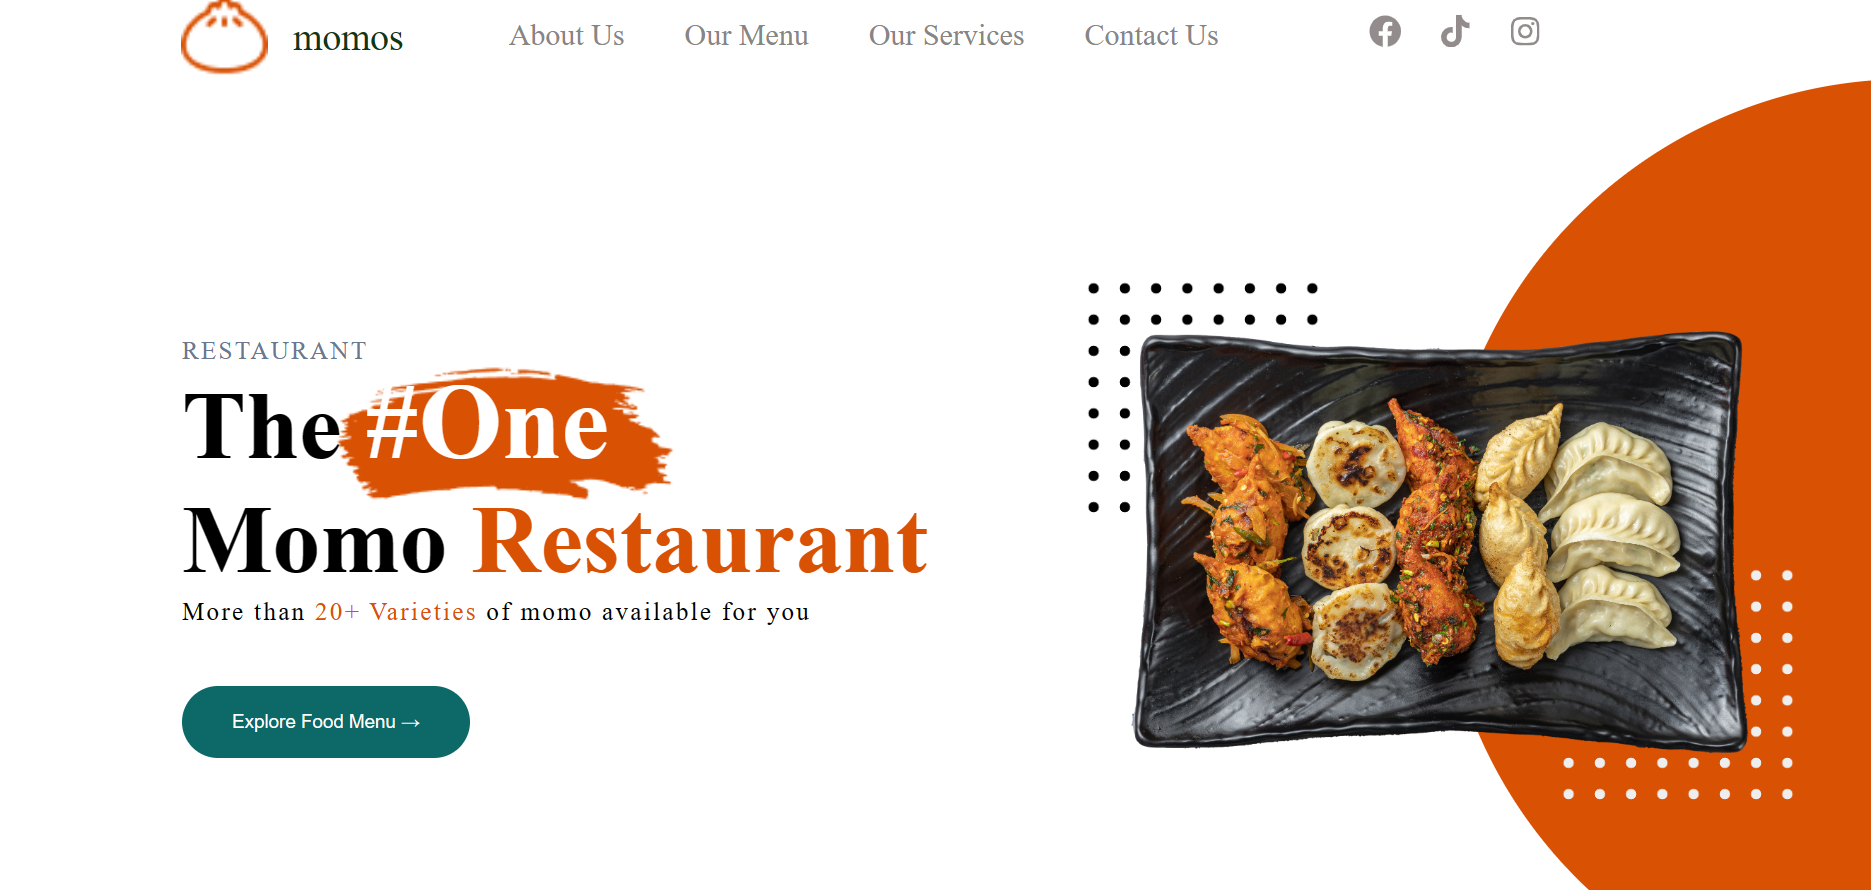 momos
About Us
Our Menu
Our Services
Contact Us
RESTAURANT
The #One
Momo Restaurant
More than 20+ Varieties of momo available for you
Explore Food Menu →